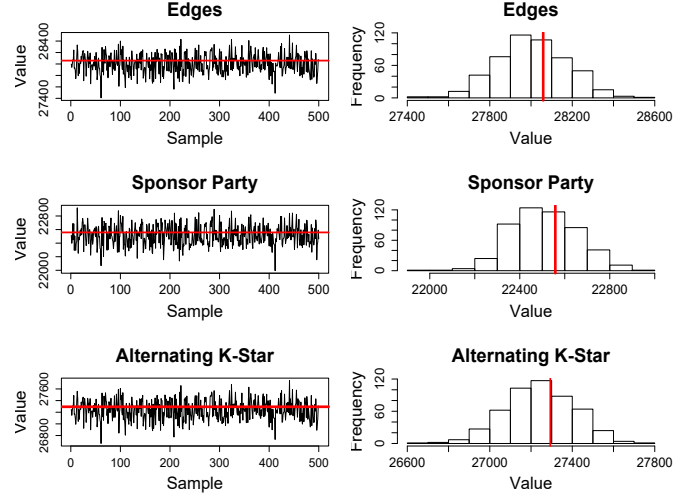 Edges
Edges
Value
27400
28400
0
100
200
300
400
500
Sample
Frequency
0
60
120
27400
27800
28200
28600
Value
Sponsor Party
Sponsor Party
Value
22000
22800
0
100
200
300
400
500
Sample
Frequency
0
60
120
22000
22400
22800
Value
Alternating K-Star
Alternating K-Star
Value
26800
27600
0
100
200
300
400
500
Sample
Frequency
0
60
120
26600
27000
27400
27800
Value